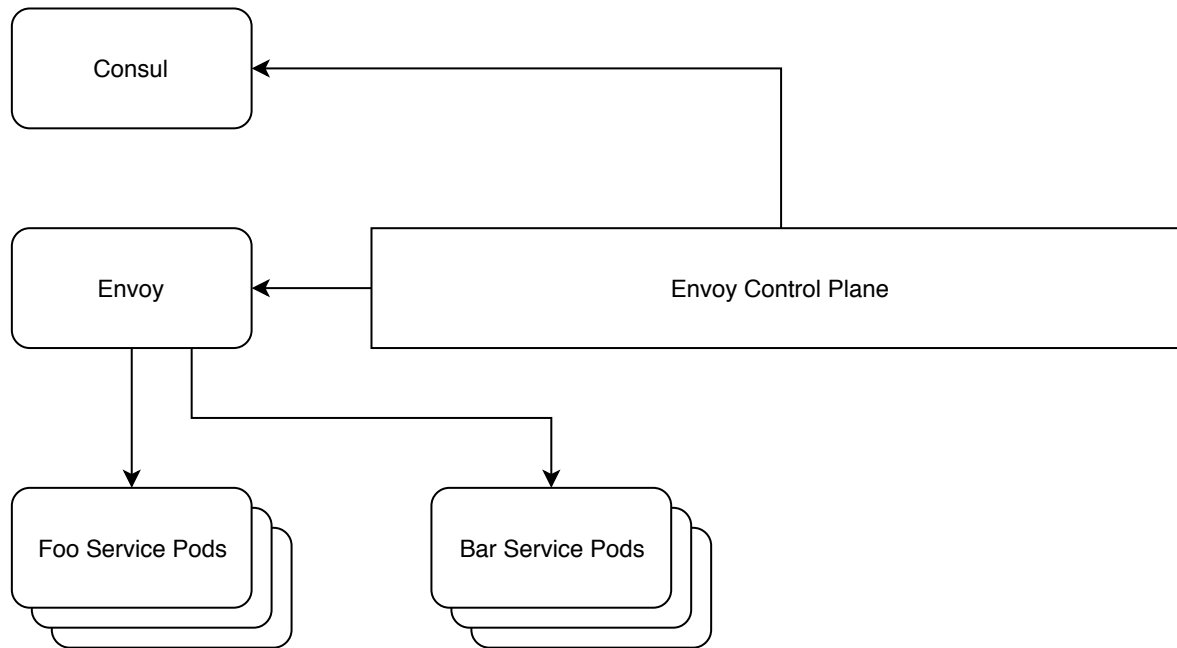 Consul
Envoy
Envoy Control Plane
Foo Service Pods
Bar Service Pods